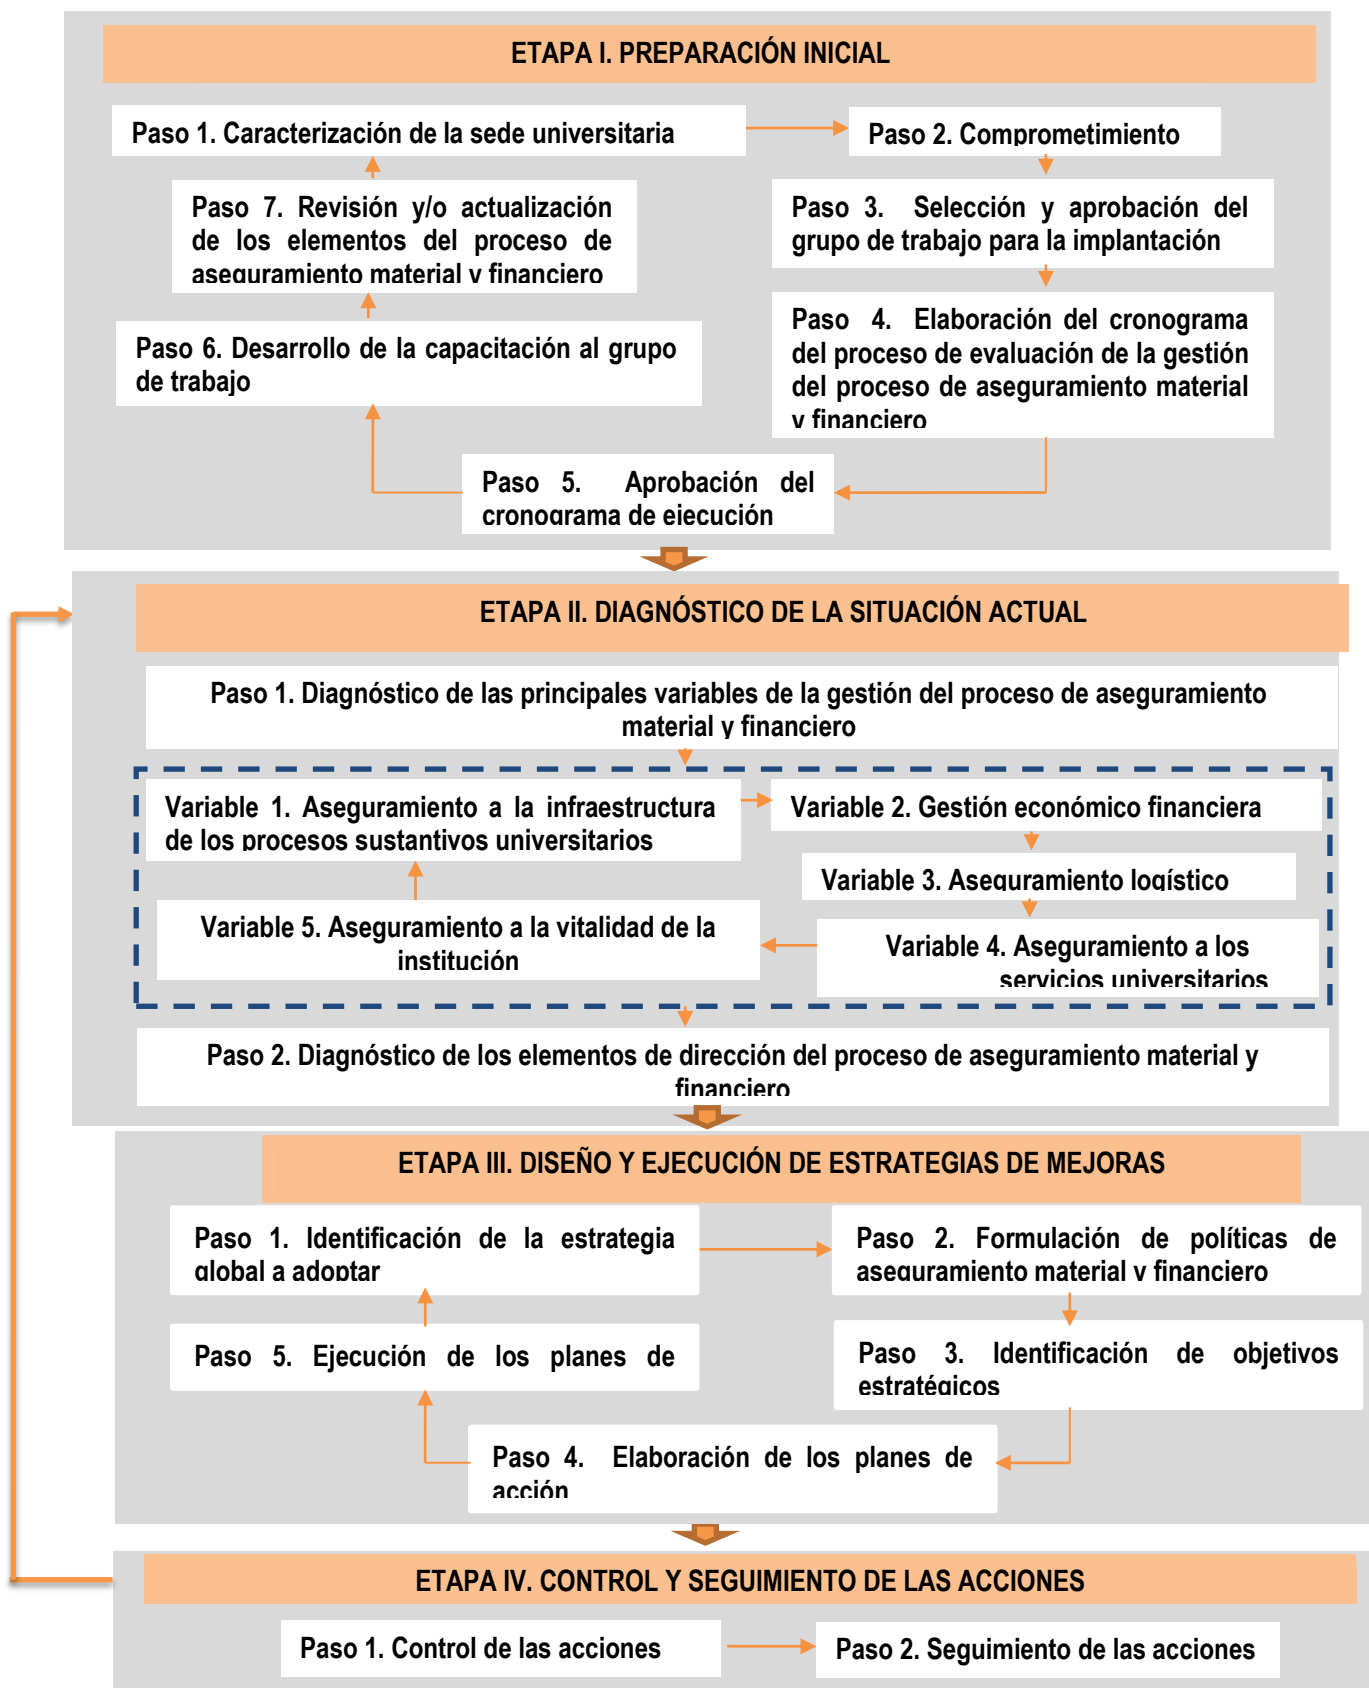 ETAPA I. PREPARACIÓN INICIAL
Paso 1. Caracterización de la sede universitaria
Paso 2. Comprometimiento
Paso 3. Selección y aprobación del
grupo de trabajo para la implantación
Paso 4. Elaboración del cronograma
del proceso de evaluación de la gestión
del proceso de aseguramiento material
y financiero
Paso 5. Aprobación del
cronograma de ejecución
Paso 6. Desarrollo de la capacitación al grupo
de trabajo
Paso 7. Revisión y/o actualización
de los elementos del proceso de
aseguramiento material y financiero
ETAPA II. DIAGNÓSTICO DE LA SITUACIÓN ACTUAL
Paso 1. Diagnóstico de las principales variables de la gestión del proceso de aseguramiento
material y financiero
Variable 1. Aseguramiento a la infraestructura
de los procesos sustantivos universitarios
Variable 2. Gestión económico financiera
Variable 3. Aseguramiento logístico
Variable 4. Aseguramiento a los
servicios universitarios
Variable 5. Aseguramiento a la vitalidad de la
institución
Paso 2. Diagnóstico de los elementos de dirección del proceso de aseguramiento material y
financiero
ETAPA III. DISEÑO Y EJECUCIÓN DE ESTRATEGIAS DE MEJORAS
Paso 1. Identificación de la estrategia
global a adoptar
Paso 2. Formulación de políticas de
aseguramiento material y financiero
Paso 3. Identificación de objetivos
estratégicos
Paso 4. Elaboración de los planes de
acción
Paso 5. Ejecución de los planes de
ETAPA IV. CONTROL Y SEGUIMIENTO DE LAS ACCIONES
Paso 1. Control de las acciones
Paso 2. Seguimiento de las acciones